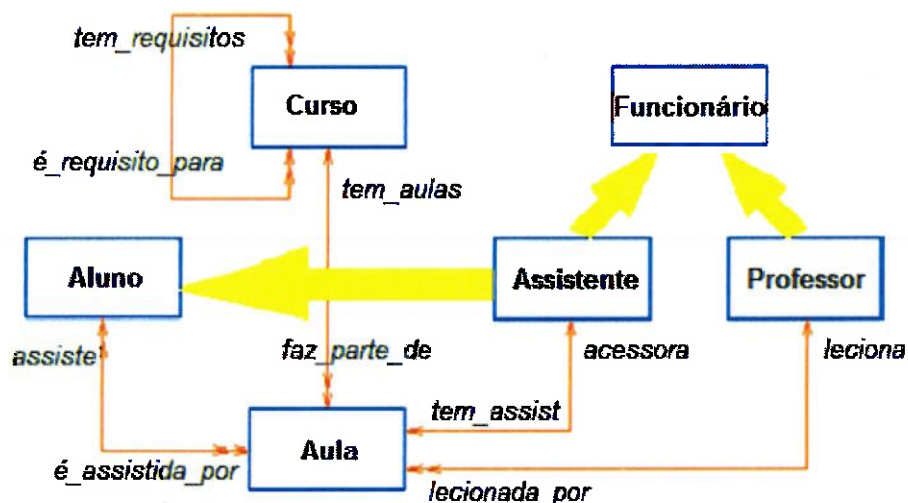 tem_requisitos
Curso
Funcionário
é_requisito_para
tem_aulas
Aluno
Assistente
Professor
assiste
faz_parte_de
acessora
leciona
tem_assist
Aula
é_assistida_por
lecionada_por